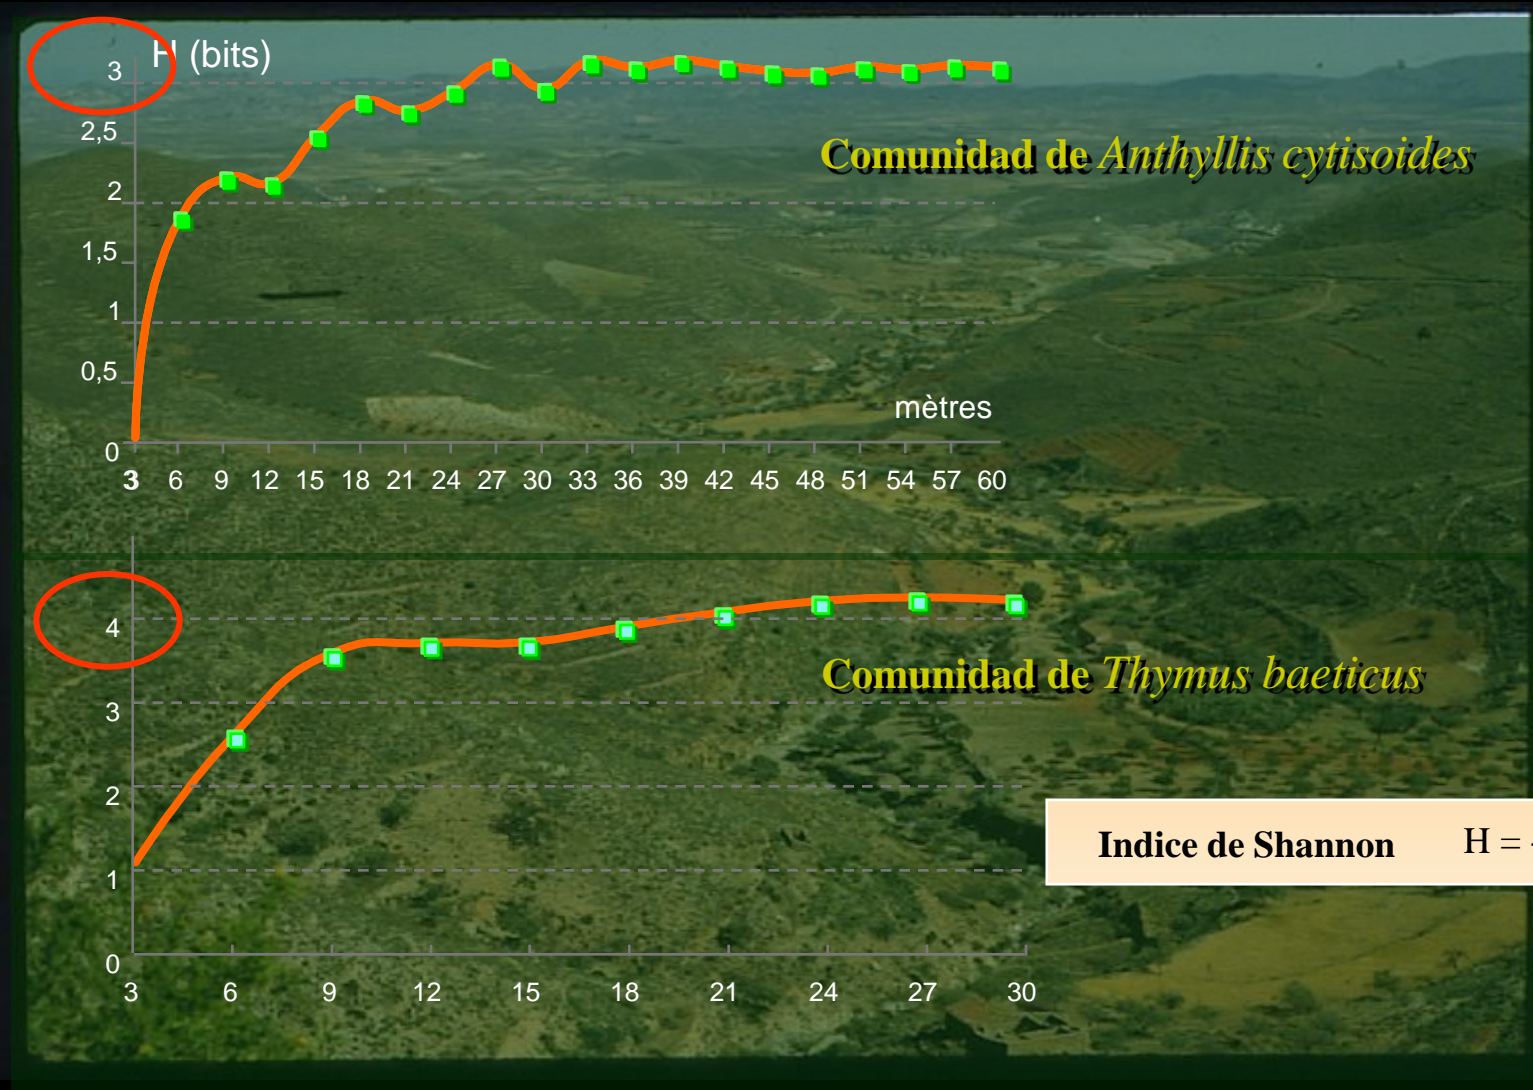 H (bits)
3
2,5
2
1,5
1
0,5
0
Comunidad de Anthyllis cytisoides
mètres
3 6 9 12 15 18 21 24 27 30 33 36 39 42 45 48 51 54 57 60
4
3
2
1
0
Comunidad de Thymus baeticus
Indice de Shannon H = -
3 6 9 12 15 18 21 24 27 30